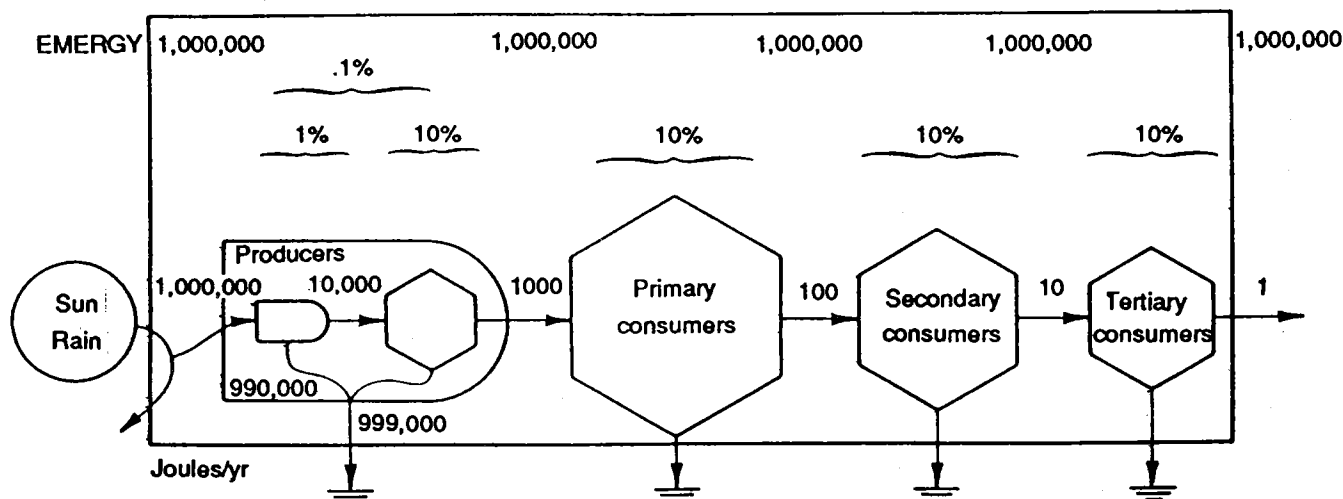 EMERGY 1,000,000 1,000,000 1,000,000 1,000,000 1,000,000
.1%
1% 10% 10% 10% 10%
Producers
Sun
Rain
1,000,000 10,000 1000
Primary
consumers
100
Secondary
consumers
10
Tertiary
consumers
1
990,000
999,000
Joules/yr